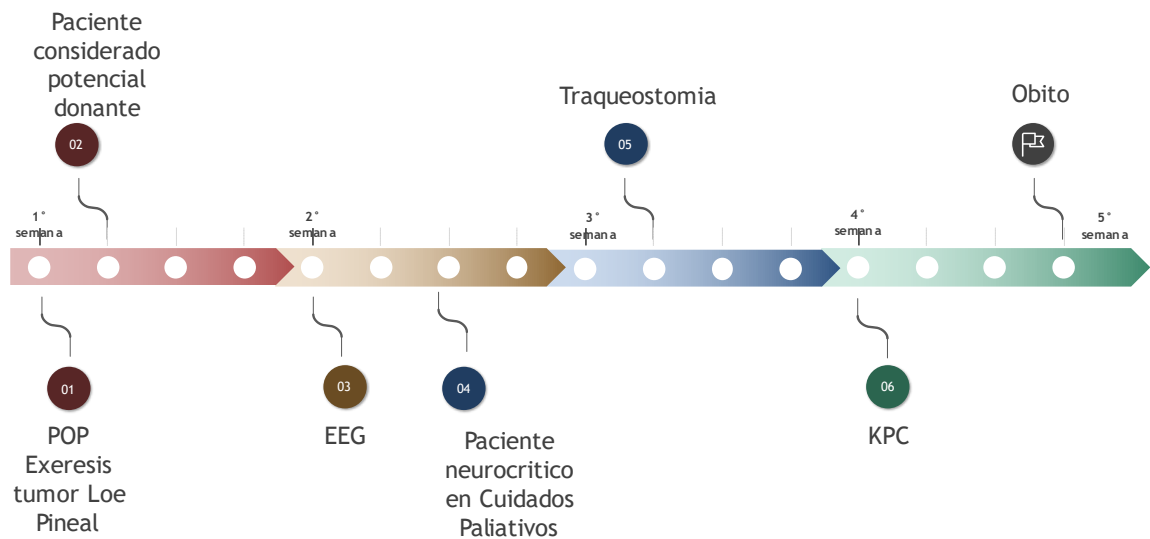 Paciente
considerado
potencial
donante
02
Traqueostomia
05
Obito
1°
semana
2°
semana
3°
semana
4°
semana
5°
semana
01
POP
Exeresis
tumor Loe
Pineal
03
EEG
04
Paciente
neurocritico
en Cuidados
Paliativos
06
KPC